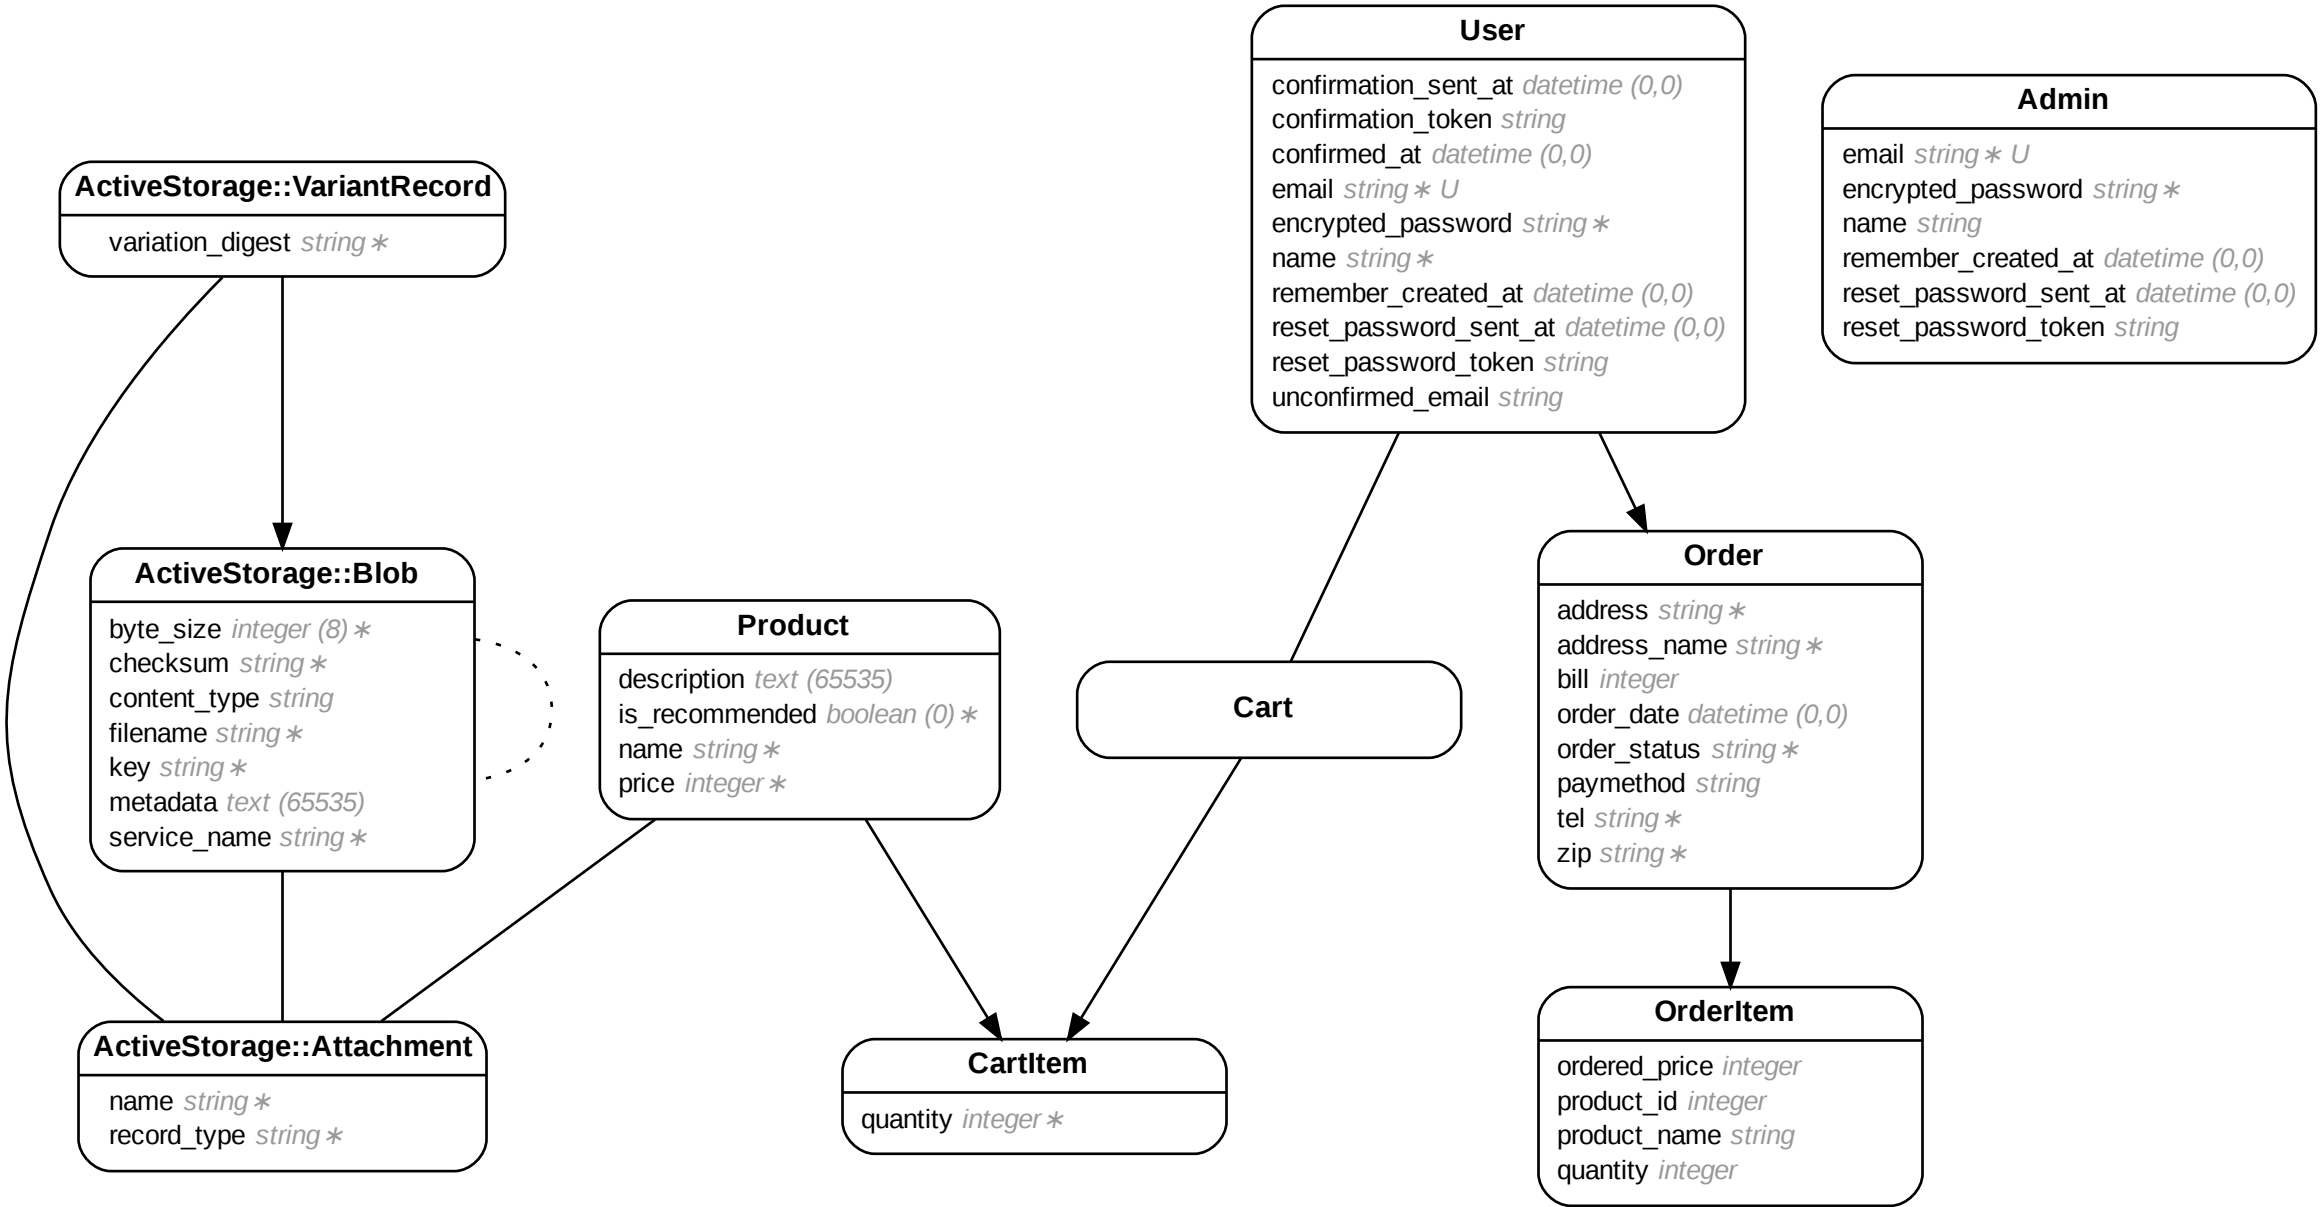 User
confirmation_sent_at datetime (0,0)
confirmation_token string
confirmed_at datetime (0,0)
email string∗ U
encrypted_password string∗
name string∗
remember_created_at datetime (0,0)
reset_password_sent_at datetime (0,0)
reset_password_token string
unconfirmed_email string
Admin
email string∗ U
encrypted_password string∗
name string
remember_created_at datetime (0,0)
reset_password_sent_at datetime (0,0)
reset_password_token string
ActiveStorage::VariantRecord
variation_digest string∗
ActiveStorage::Blob
byte_size integer (8)∗
checksum string∗
content_type string
filename string∗
key string∗
metadata text (65535)
service_name string∗
Product
description text (65535)
is_recommended boolean (0)∗
name string∗
price integer∗
Cart
Order
address string∗
address_name string∗
bill integer
order_date datetime (0,0)
order_status string∗
paymethod string
tel string∗
zip string∗
ActiveStorage::Attachment
name string∗
record_type string∗
CartItem
quantity integer∗
OrderItem
ordered_price integer
product_id integer
product_name string
quantity integer